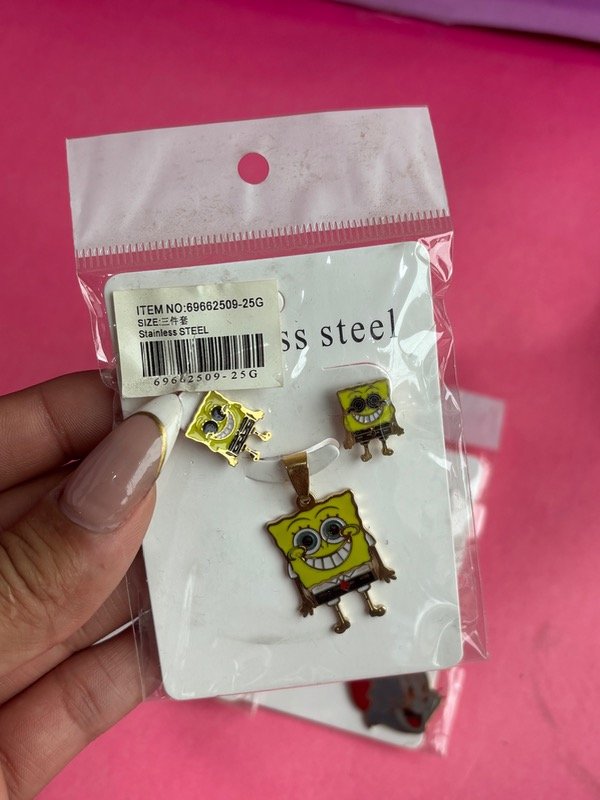 ITEM NO:69662509-25G
SIZE:三件套
Stainless STEEL
69662509-25G
ss steel